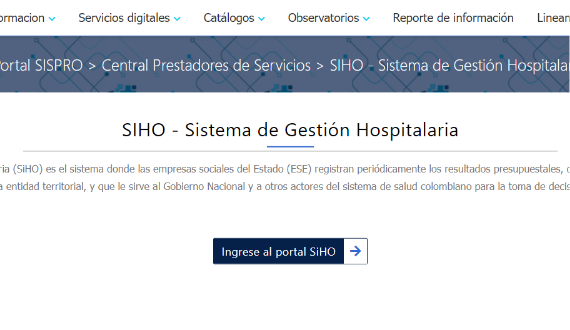 ormacion Servicios digitales Catálogos Observatorios Reporte de información Linear
Portal SISPRO > Central Prestadores de Servicios > SIHO - Sistema de Gestión Hospitalar
SIHO - Sistema de Gestión Hospitalaria
ria (SiHO) es el sistema donde las empresas sociales del Estado (ESE) registran periódicamente los resultados presupuestales,
a entidad territorial, y que le sirve al Gobierno Nacional y a otros actores del sistema de salud colombiano para la toma de decis
Ingrese al portal SiHO